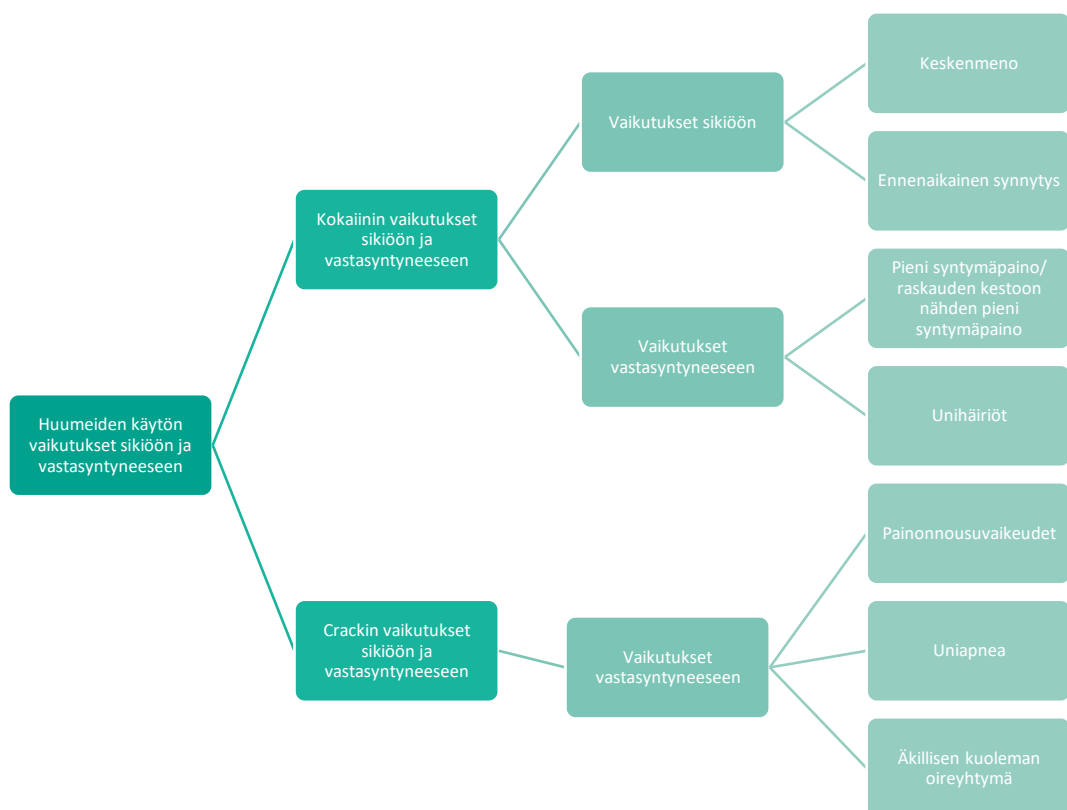 Huumeiden käytön
vaikutukset sikiöön ja
vastasyntyneeseen
Kokaiinin vaikutukset
sikiöön ja
vastasyntyneeseen
Vaikutukset sikiöön
Keskenmeno
Ennenaikainen synnytys
Vaikutukset
vastasyntyneeseen
Pieni syntymäpaino/
raskauden kestoon
nähden pieni
syntymäpaino
Unihäiriöt
Crackin vaikutukset
sikiöön ja
vastasyntyneeseen
Vaikutukset
vastasyntyneeseen
Painonnousuvaikeudet
Uniapnea
Äkillisen kuoleman
oireyhtymä